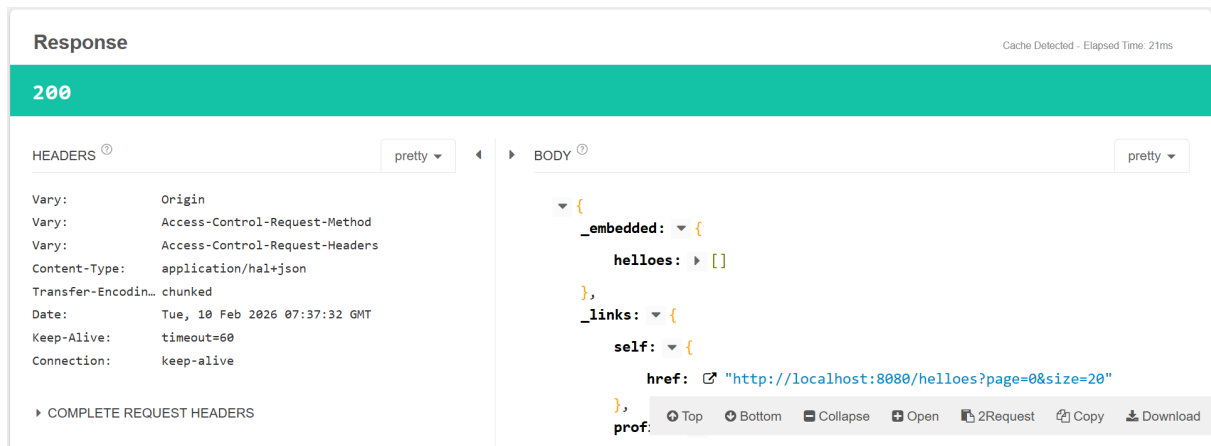 Response
Cache Detected - Elapsed Time: 21ms
200
HEADERS ?
pretty
BODY ?
pretty
Vary: Origin
Vary: Access-Control-Request-Method
Vary: Access-Control-Request-Headers
Content-Type: application/hal+json
Transfer-Encodin… chunked
Date: Tue, 10 Feb 2026 07:37:32 GMT
Keep-Alive: timeout=60
Connection: keep-alive
COMPLETE REQUEST HEADERS
{
_embedded: {
helloes: []
},
_links: {
self: {
href: "http://localhost:8080/helloes?page=0&size=20"
},
Top Bottom Collapse Open 2Request Copy Download